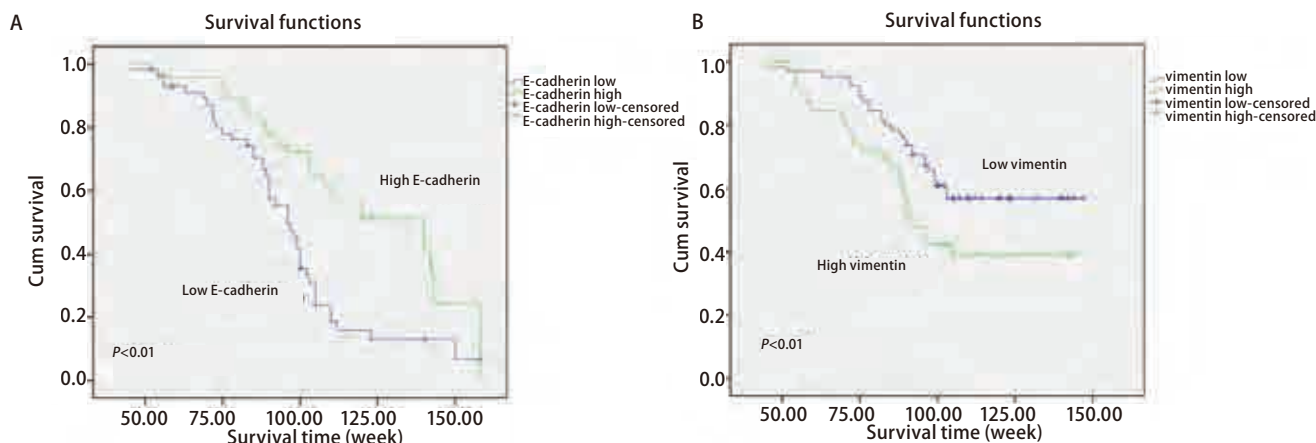 A
Survival functions
Cum survival
1.0
0.8
0.6
0.4
0.2
0.0
E-cadherin low
E-cadherin high
E-cadherin low-censored
E-cadherin high-censored
High E-cadherin
Low E-cadherin
P<0.01
50.00 75.00 100.00 125.00 150.00
Survival time (week)
B
Survival functions
Cum survival
1.0
0.8
0.6
0.4
0.2
0.0
vimentin low
vimentin high
vimentin low-censored
vimentin high-censored
Low vimentin
High vimentin
P<0.01
50.00 75.00 100.00 125.00 150.00
Survival time (week)